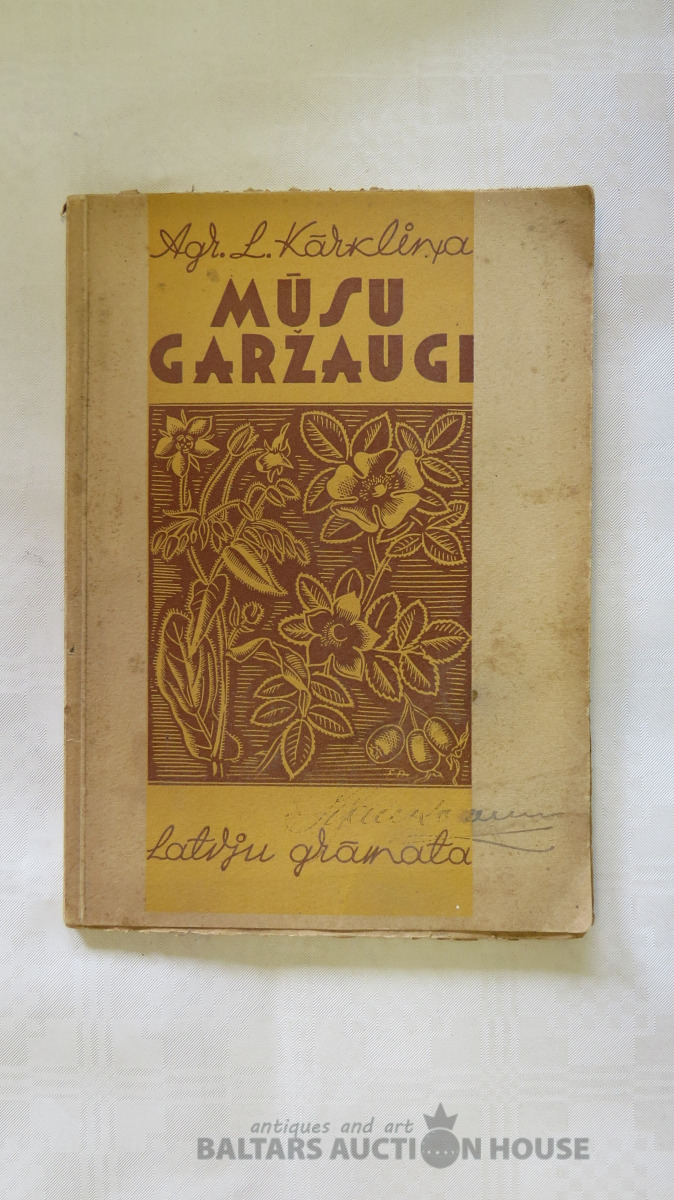 Agr. L. Kārkliņa
MŪSU
GARŽAUGI
Latvju grāmata
antiques and art
BALTARS AUCTION HOUSE